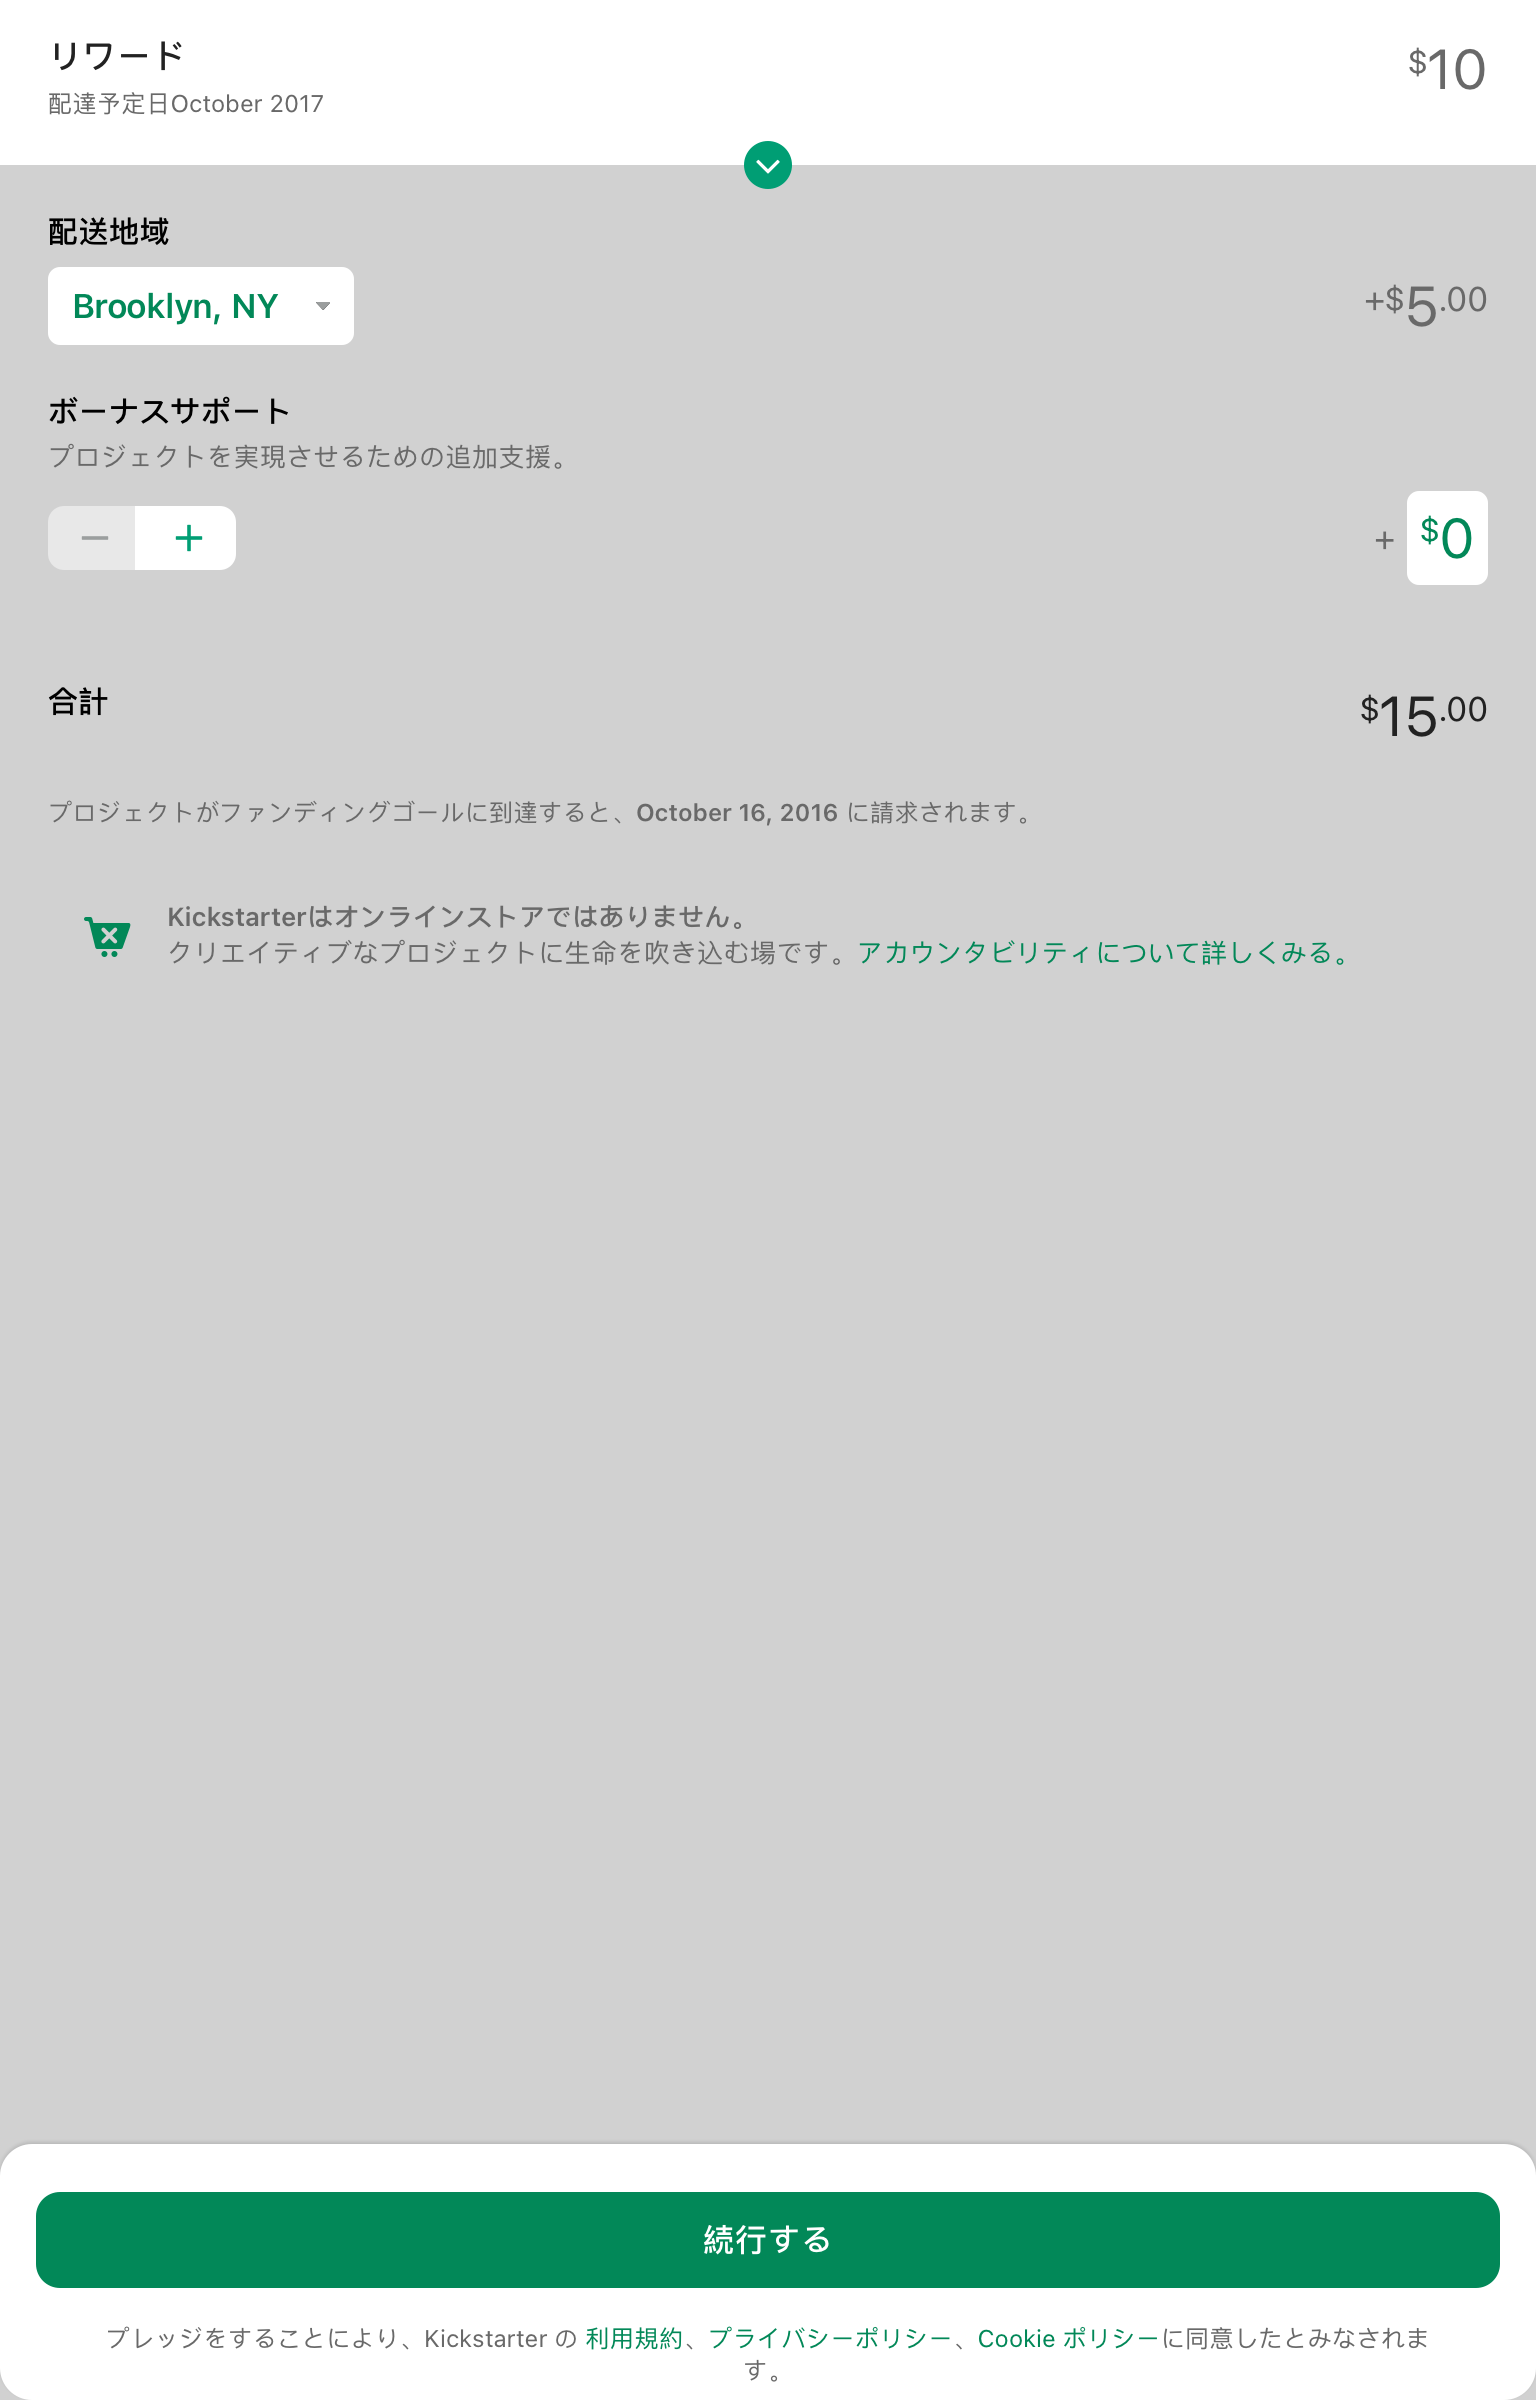 リワード
$10
配達予定日October 2017
配送地域
Brooklyn, NY
+$5.00
ボーナスサポート
プロジェクトを実現させるための追加支援。
− +
+ $0
合計
$15.00
プロジェクトがファンディングゴールに到達すると、October 16, 2016 に請求されます。
Kickstarterはオンラインストアではありません。
クリエイティブなプロジェクトに生命を吹き込む場です。アカウンタビリティについて詳しくみる。
続行する
プレッジをすることにより、Kickstarter の 利用規約、プライバシーポリシー、Cookie ポリシーに同意したとみなされま
す。